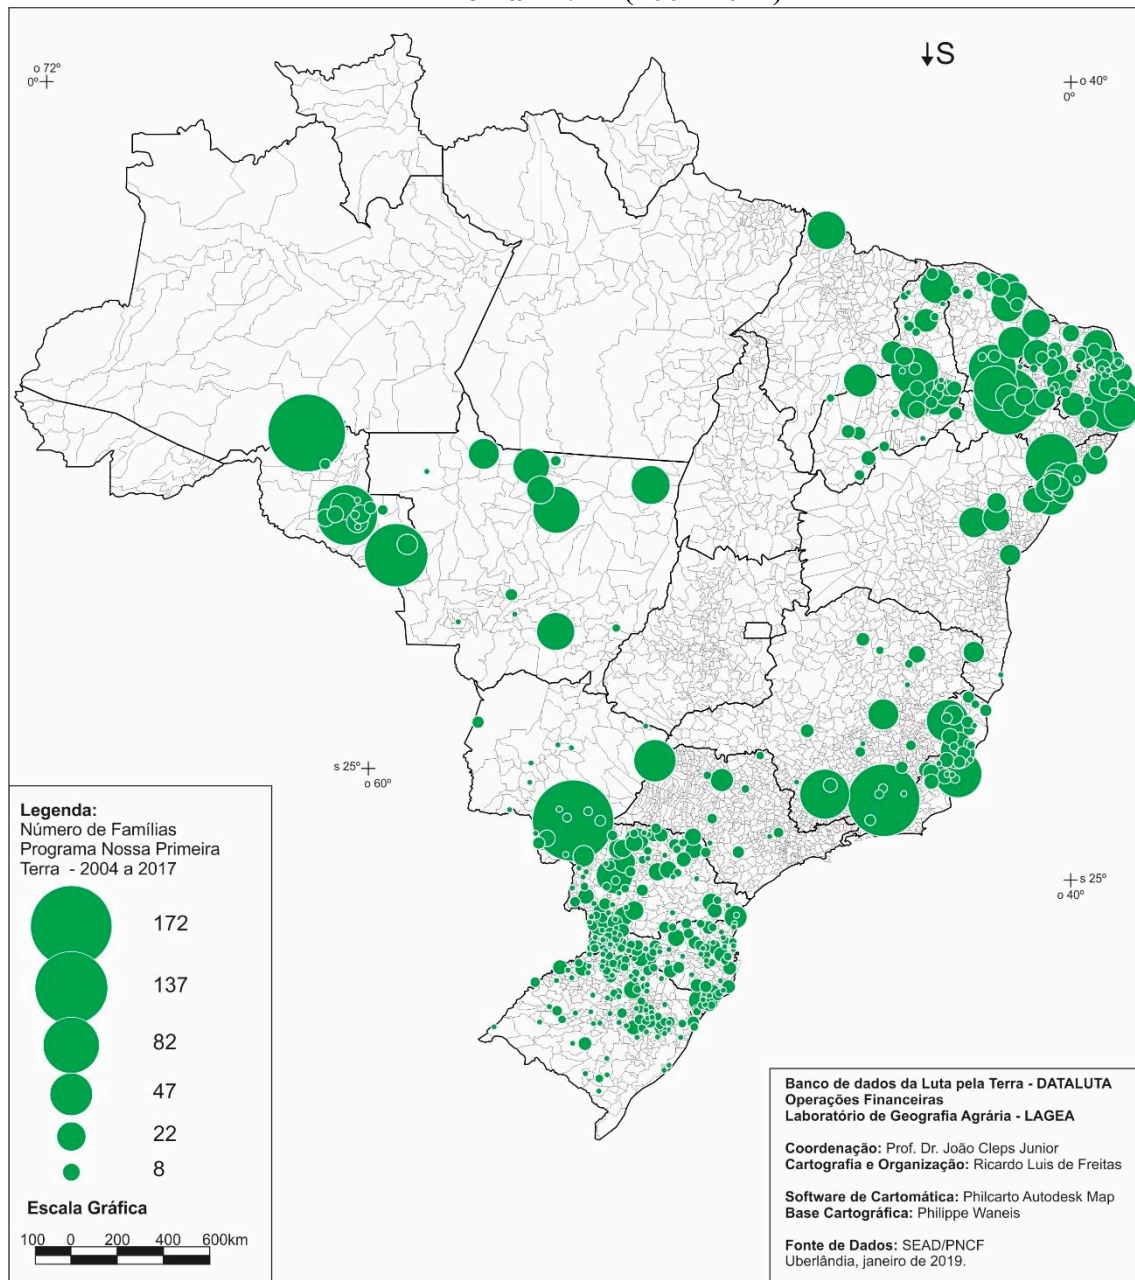 ↓S
o 72º
0º
o 40º
0º
s 25º
o 60º
s 25º
o 40º
Legenda:
Número de Famílias
Programa Nossa Primeira
Terra - 2004 a 2017
172
137
82
47
22
8
Escala Gráfica
100 0 200 400 600km
Banco de dados da Luta pela Terra - DATALUTA
Operações Financeiras
Laboratório de Geografia Agrária - LAGEA
Coordenação: Prof. Dr. João Cleps Junior
Cartografia e Organização: Ricardo Luis de Freitas
Software de Cartomática: Philcarto Autodesk Map
Base Cartográfica: Philippe Waneis
Fonte de Dados: SEAD/PNCF
Uberlândia, janeiro de 2019.